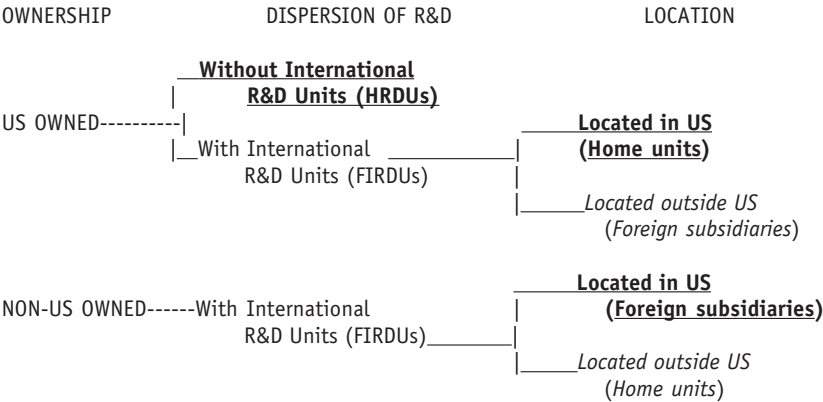 OWNERSHIP DISPERSION OF R&D LOCATION
Without International
R&D Units (HRDUs)
US OWNED---------- Located in US
With International (Home units)
R&D Units (FIRDUs)
Located outside US
(Foreign subsidiaries)
Located in US
NON-US OWNED------With International (Foreign subsidiaries)
R&D Units (FIRDUs)
Located outside US
(Home units)